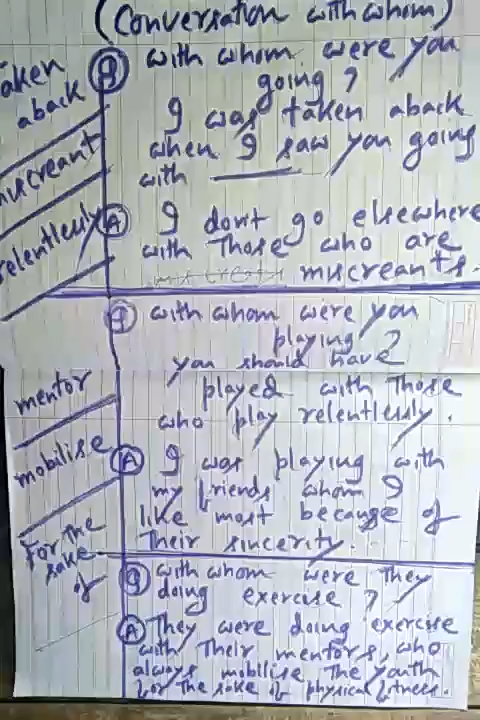 (Conversation with whom)
Taken
aback
Q with whom were you
going?
I was taken aback
when I saw you going
with
miscreant
relentlessly
A I don't go elsewhere
with those who are
miscreants.
Q with whom were you
playing?
you should have
played with those
who play relentlessly.
mentor
mobilise
A I was playing with
my friends whom I
like most because of
their sincerity.
For the
sake
of
Q with whom were they
doing exercise?
A They were doing exercise
with their mentors, who
always mobilise the youth
for the sake of physical fitness.